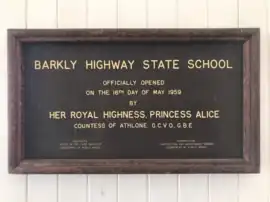 BARKLY HIGHWAY STATE SCHOOL
OFFICIALLY OPENED
ON THE 16TH DAY OF MAY 1959
BY
HER ROYAL HIGHNESS, PRINCESS ALICE
COUNTESS OF ATHLONE, G.C.V.O., G.B.E